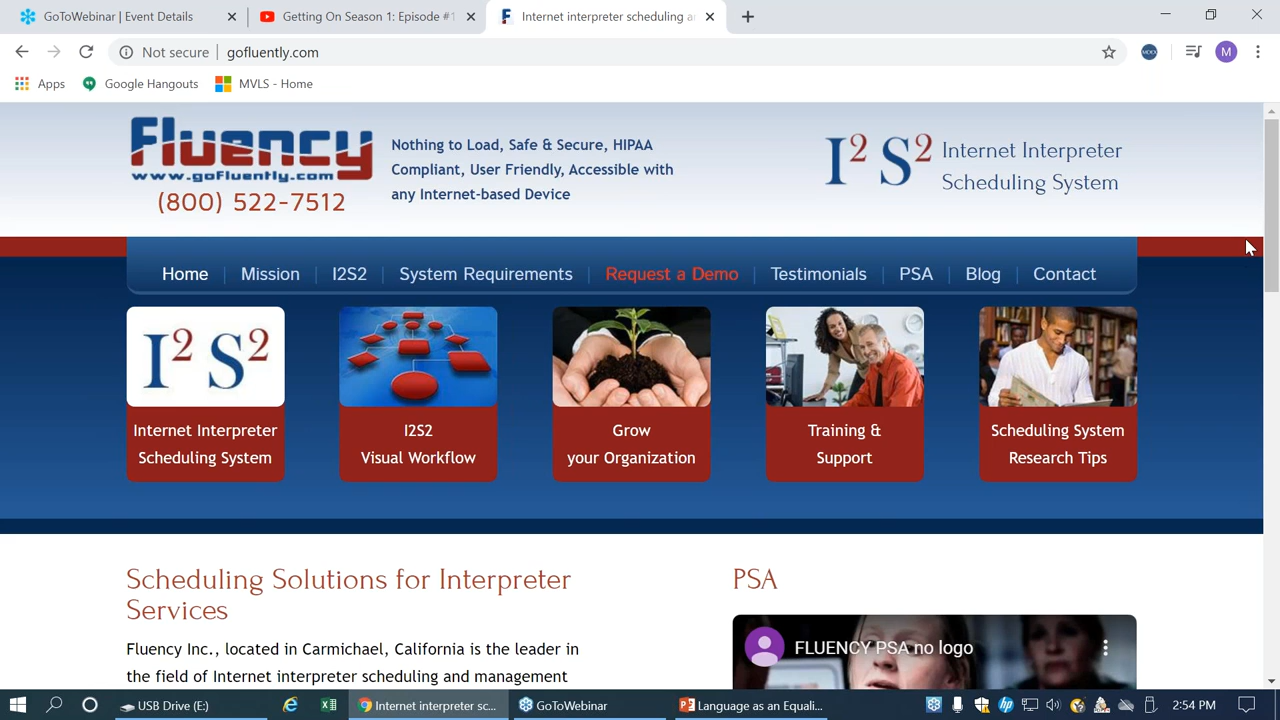 GoToWebinar | Event Details
Getting On Season 1: Episode #1
Internet interpreter scheduling a
Not secure
gofluently.com
M
Apps
Google Hangouts
MVLS - Home
Fluency
www.gofluently.com
(800) 522-7512
Nothing to Load, Safe & Secure, HIPAA
Compliant, User Friendly, Accessible with
any Internet-based Device
I² S²
Internet Interpreter
Scheduling System
Home
Mission
I2S2
System Requirements
Request a Demo
Testimonials
PSA
Blog
Contact
I² S²
Internet Interpreter
Scheduling System
I2S2
Visual Workflow
Grow
your Organization
Training &
Support
Scheduling System
Research Tips
Scheduling Solutions for Interpreter
Services
Fluency Inc., located in Carmichael, California is the leader in
the field of Internet interpreter scheduling and management
PSA
FLUENCY PSA no logo
USB Drive (E:)
Internet interpreter sc...
GoToWebinar
Language as an Equali...
2:54 PM